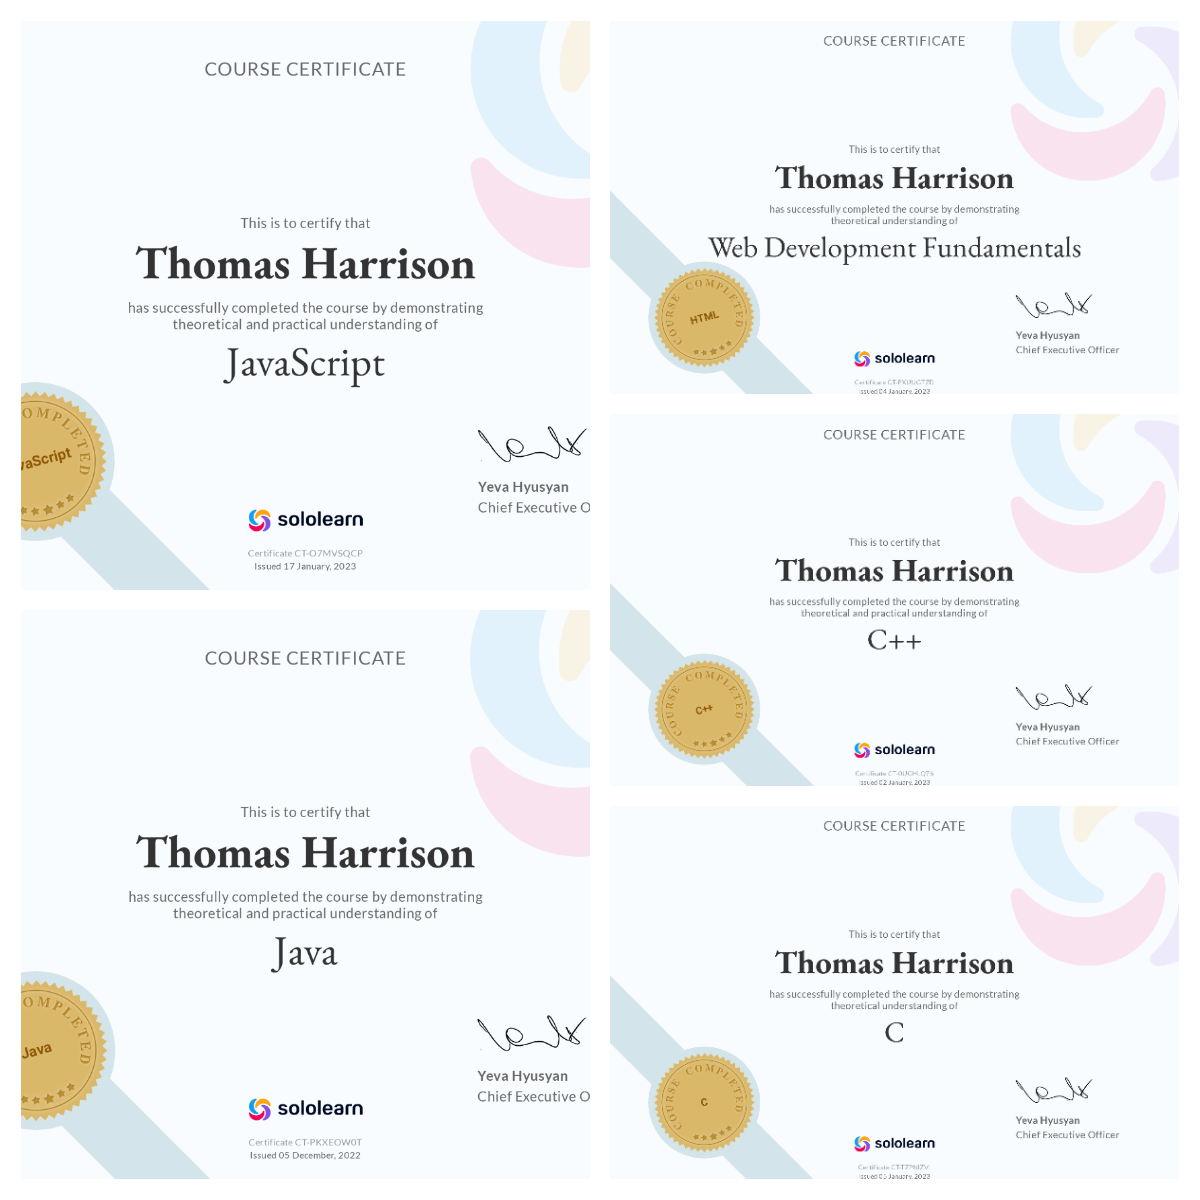 COURSE CERTIFICATE
This is to certify that
Thomas Harrison
has successfully completed the course by demonstrating
theoretical and practical understanding of
JavaScript
COMPLETED
vaScript
Yeva Hyusyan
Chief Executive O
sololearn
Certificate CT-O7MVSQCP
Issued 17 January, 2023
COURSE CERTIFICATE
This is to certify that
Thomas Harrison
has successfully completed the course by demonstrating
theoretical and practical understanding of
Java
COMPLETED
Java
Yeva Hyusyan
Chief Executive O
sololearn
Certificate CT-PKXEOW0T
Issued 05 December, 2022
COURSE CERTIFICATE
This is to certify that
Thomas Harrison
has successfully completed the course by demonstrating
theoretical understanding of
Web Development Fundamentals
COURSE COMPLETED
HTML
Yeva Hyusyan
Chief Executive Officer
sololearn
Certificate
Issued 04 January, 2023
COURSE CERTIFICATE
This is to certify that
Thomas Harrison
has successfully completed the course by demonstrating
theoretical and practical understanding of
C++
COURSE COMPLETED
C++
Yeva Hyusyan
Chief Executive Officer
sololearn
Certificate
Issued 02 January, 2023
COURSE CERTIFICATE
This is to certify that
Thomas Harrison
has successfully completed the course by demonstrating
theoretical understanding of
C
COURSE COMPLETED
C
Yeva Hyusyan
Chief Executive Officer
sololearn
Certificate
Issued 05 January, 2023